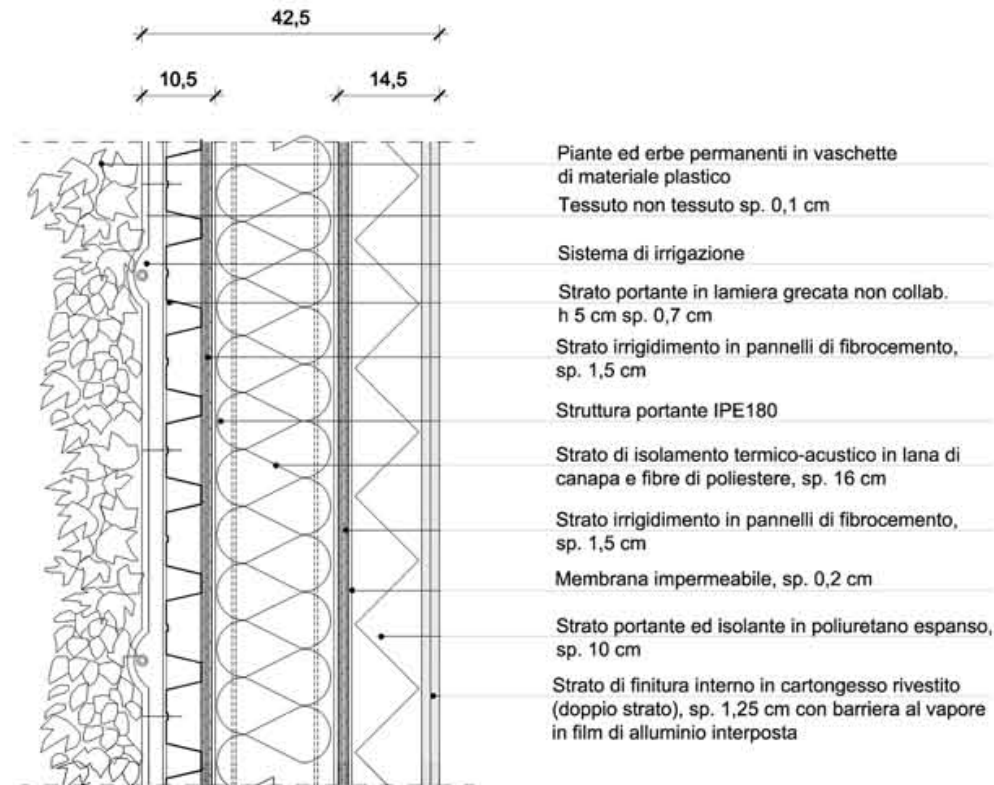 42,5
10,5
14,5
Piante ed erbe permanenti in vaschette
di materiale plastico
Tessuto non tessuto sp. 0,1 cm
Sistema di irrigazione
Strato portante in lamiera grecata non collab.
h 5 cm sp. 0,7 cm
Strato irrigidimento in pannelli di fibrocemento,
sp. 1,5 cm
Struttura portante IPE180
Strato di isolamento termico-acustico in lana di
canapa e fibre di poliestere, sp. 16 cm
Strato irrigidimento in pannelli di fibrocemento,
sp. 1,5 cm
Membrana impermeabile, sp. 0,2 cm
Strato portante ed isolante in poliuretano espanso,
sp. 10 cm
Strato di finitura interno in cartongesso rivestito
(doppio strato), sp. 1,25 cm con barriera al vapore
in film di alluminio interposta